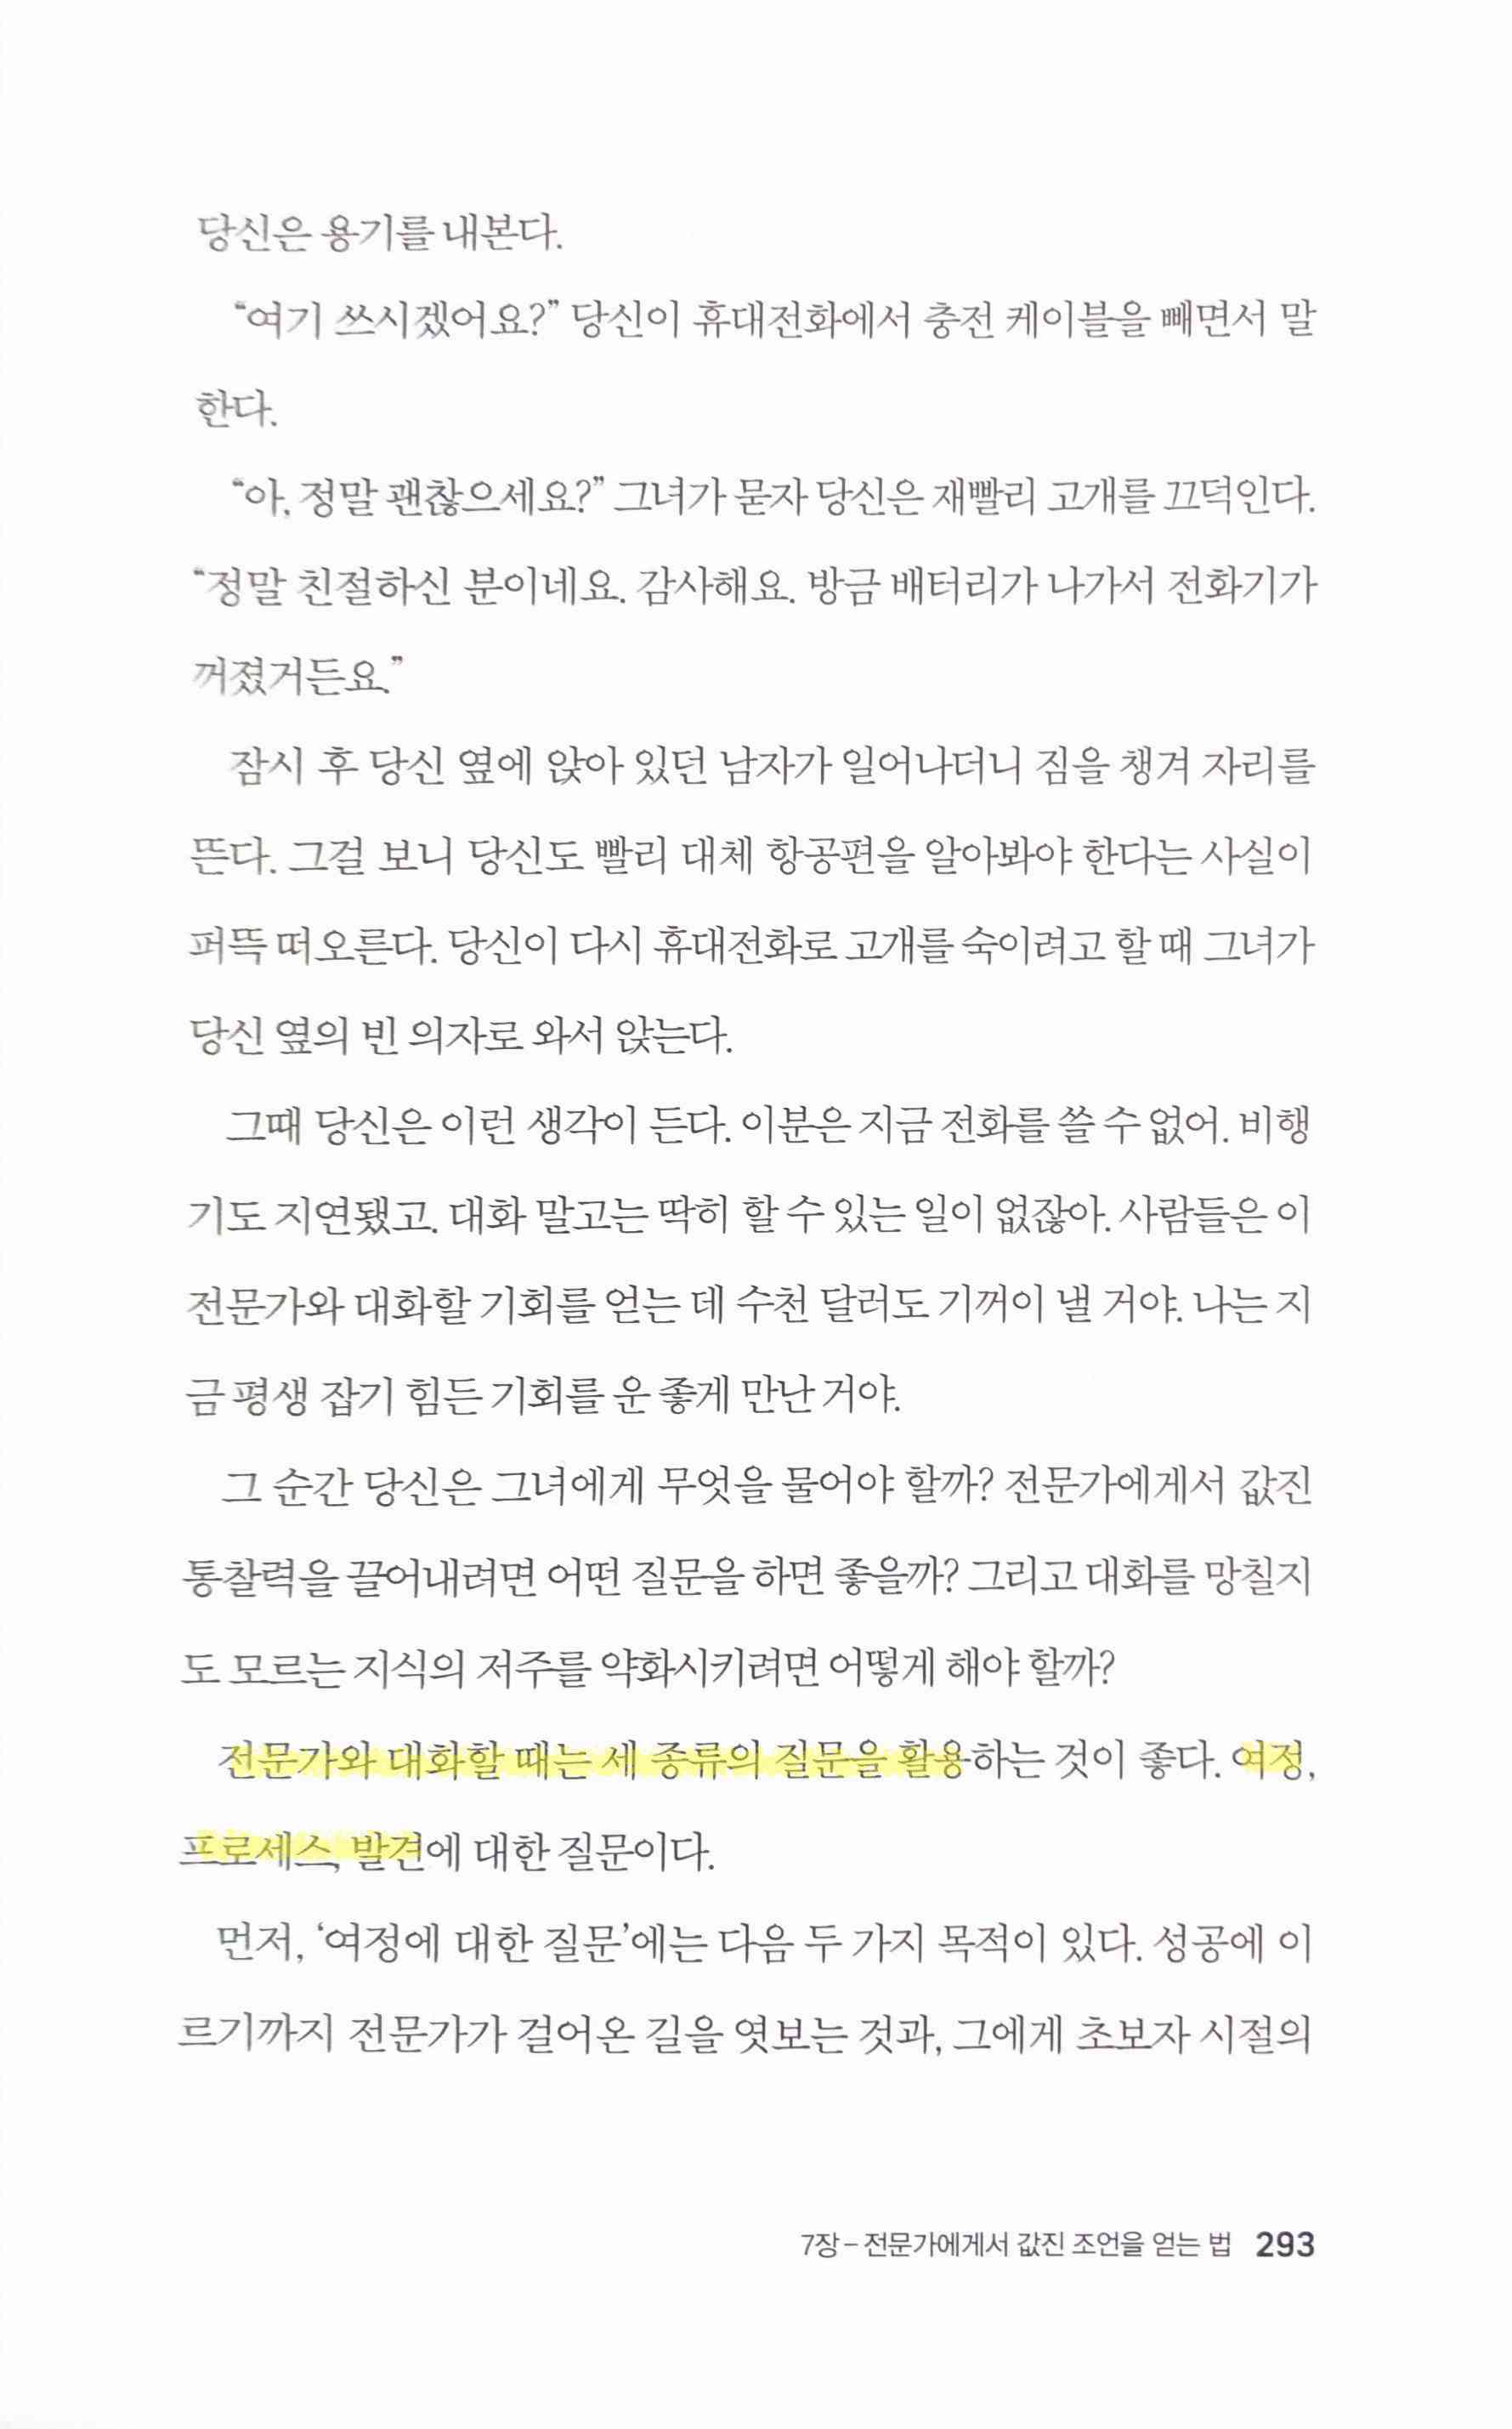 당신은 용기를 내본다.
“여기 쓰시겠어요?” 당신이 휴대전화에서 충전 케이블을 빼면서 말
한다.
“아, 정말 괜찮으세요?” 그녀가 묻자 당신은 재빨리 고개를 끄덕인다.
“정말 친절하신 분이네요. 감사해요. 방금 배터리가 나가서 전화기가
꺼졌거든요.”
잠시 후 당신 옆에 앉아 있던 남자가 일어나더니 짐을 챙겨 자리를
뜬다. 그걸 보니 당신도 빨리 대체 항공편을 알아봐야 한다는 사실이
퍼뜩 떠오른다. 당신이 다시 휴대전화로 고개를 숙이려고 할 때 그녀가
당신 옆의 빈 의자로 와서 앉는다.
그때 당신은 이런 생각이 든다. 이분은 지금 전화를 쓸 수 없어. 비행
기도 지연됐고. 대화 말고는 딱히 할 수 있는 일이 없잖아. 사람들은 이
전문가와 대화할 기회를 얻는 데 수천 달러도 기꺼이 낼 거야. 나는 지
금 평생 잡기 힘든 기회를 운 좋게 만난 거야.
그 순간 당신은 그녀에게 무엇을 물어야 할까? 전문가에게서 값진
통찰력을 끌어내려면 어떤 질문을 하면 좋을까? 그리고 대화를 망칠지
도 모르는 지식의 저주를 약화시키려면 어떻게 해야 할까?
전문가와 대화할 때는 세 종류의 질문을 활용하는 것이 좋다. 여정,
프로세스, 발견에 대한 질문이다.
먼저, ‘여정에 대한 질문’에는 다음 두 가지 목적이 있다. 성공에 이
르기까지 전문가가 걸어온 길을 엿보는 것과, 그에게 초보자 시절의
7장 – 전문가에게서 값진 조언을 얻는 법 293